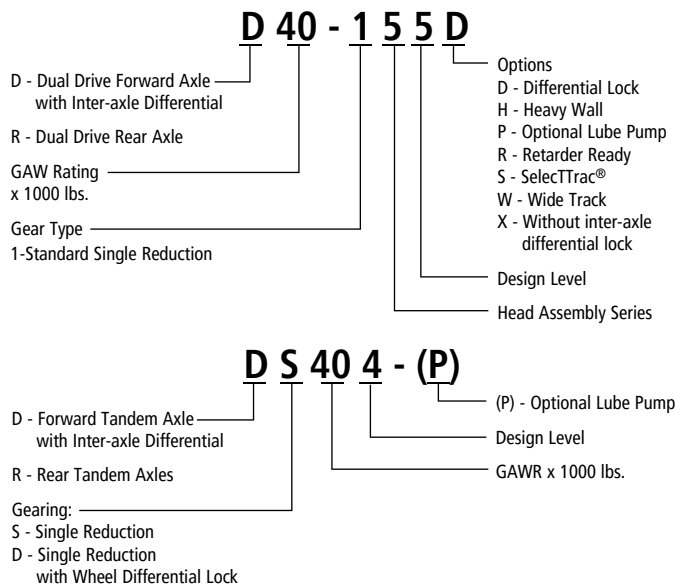 D 40 - 1 5 5 D
D - Dual Drive Forward Axle
with Inter-axle Differential
R - Dual Drive Rear Axle
GAW Rating
x 1000 lbs.
Gear Type
1-Standard Single Reduction
Options
D - Differential Lock
H - Heavy Wall
P - Optional Lube Pump
R - Retarder Ready
S - SelecTTrac®
W - Wide Track
X - Without inter-axle
differential lock
Design Level
Head Assembly Series
D S 40 4 - (P)
D - Forward Tandem Axle
with Inter-axle Differential
R - Rear Tandem Axles
Gearing:
S - Single Reduction
D - Single Reduction
with Wheel Differential Lock
(P) - Optional Lube Pump
Design Level
GAWR x 1000 lbs.